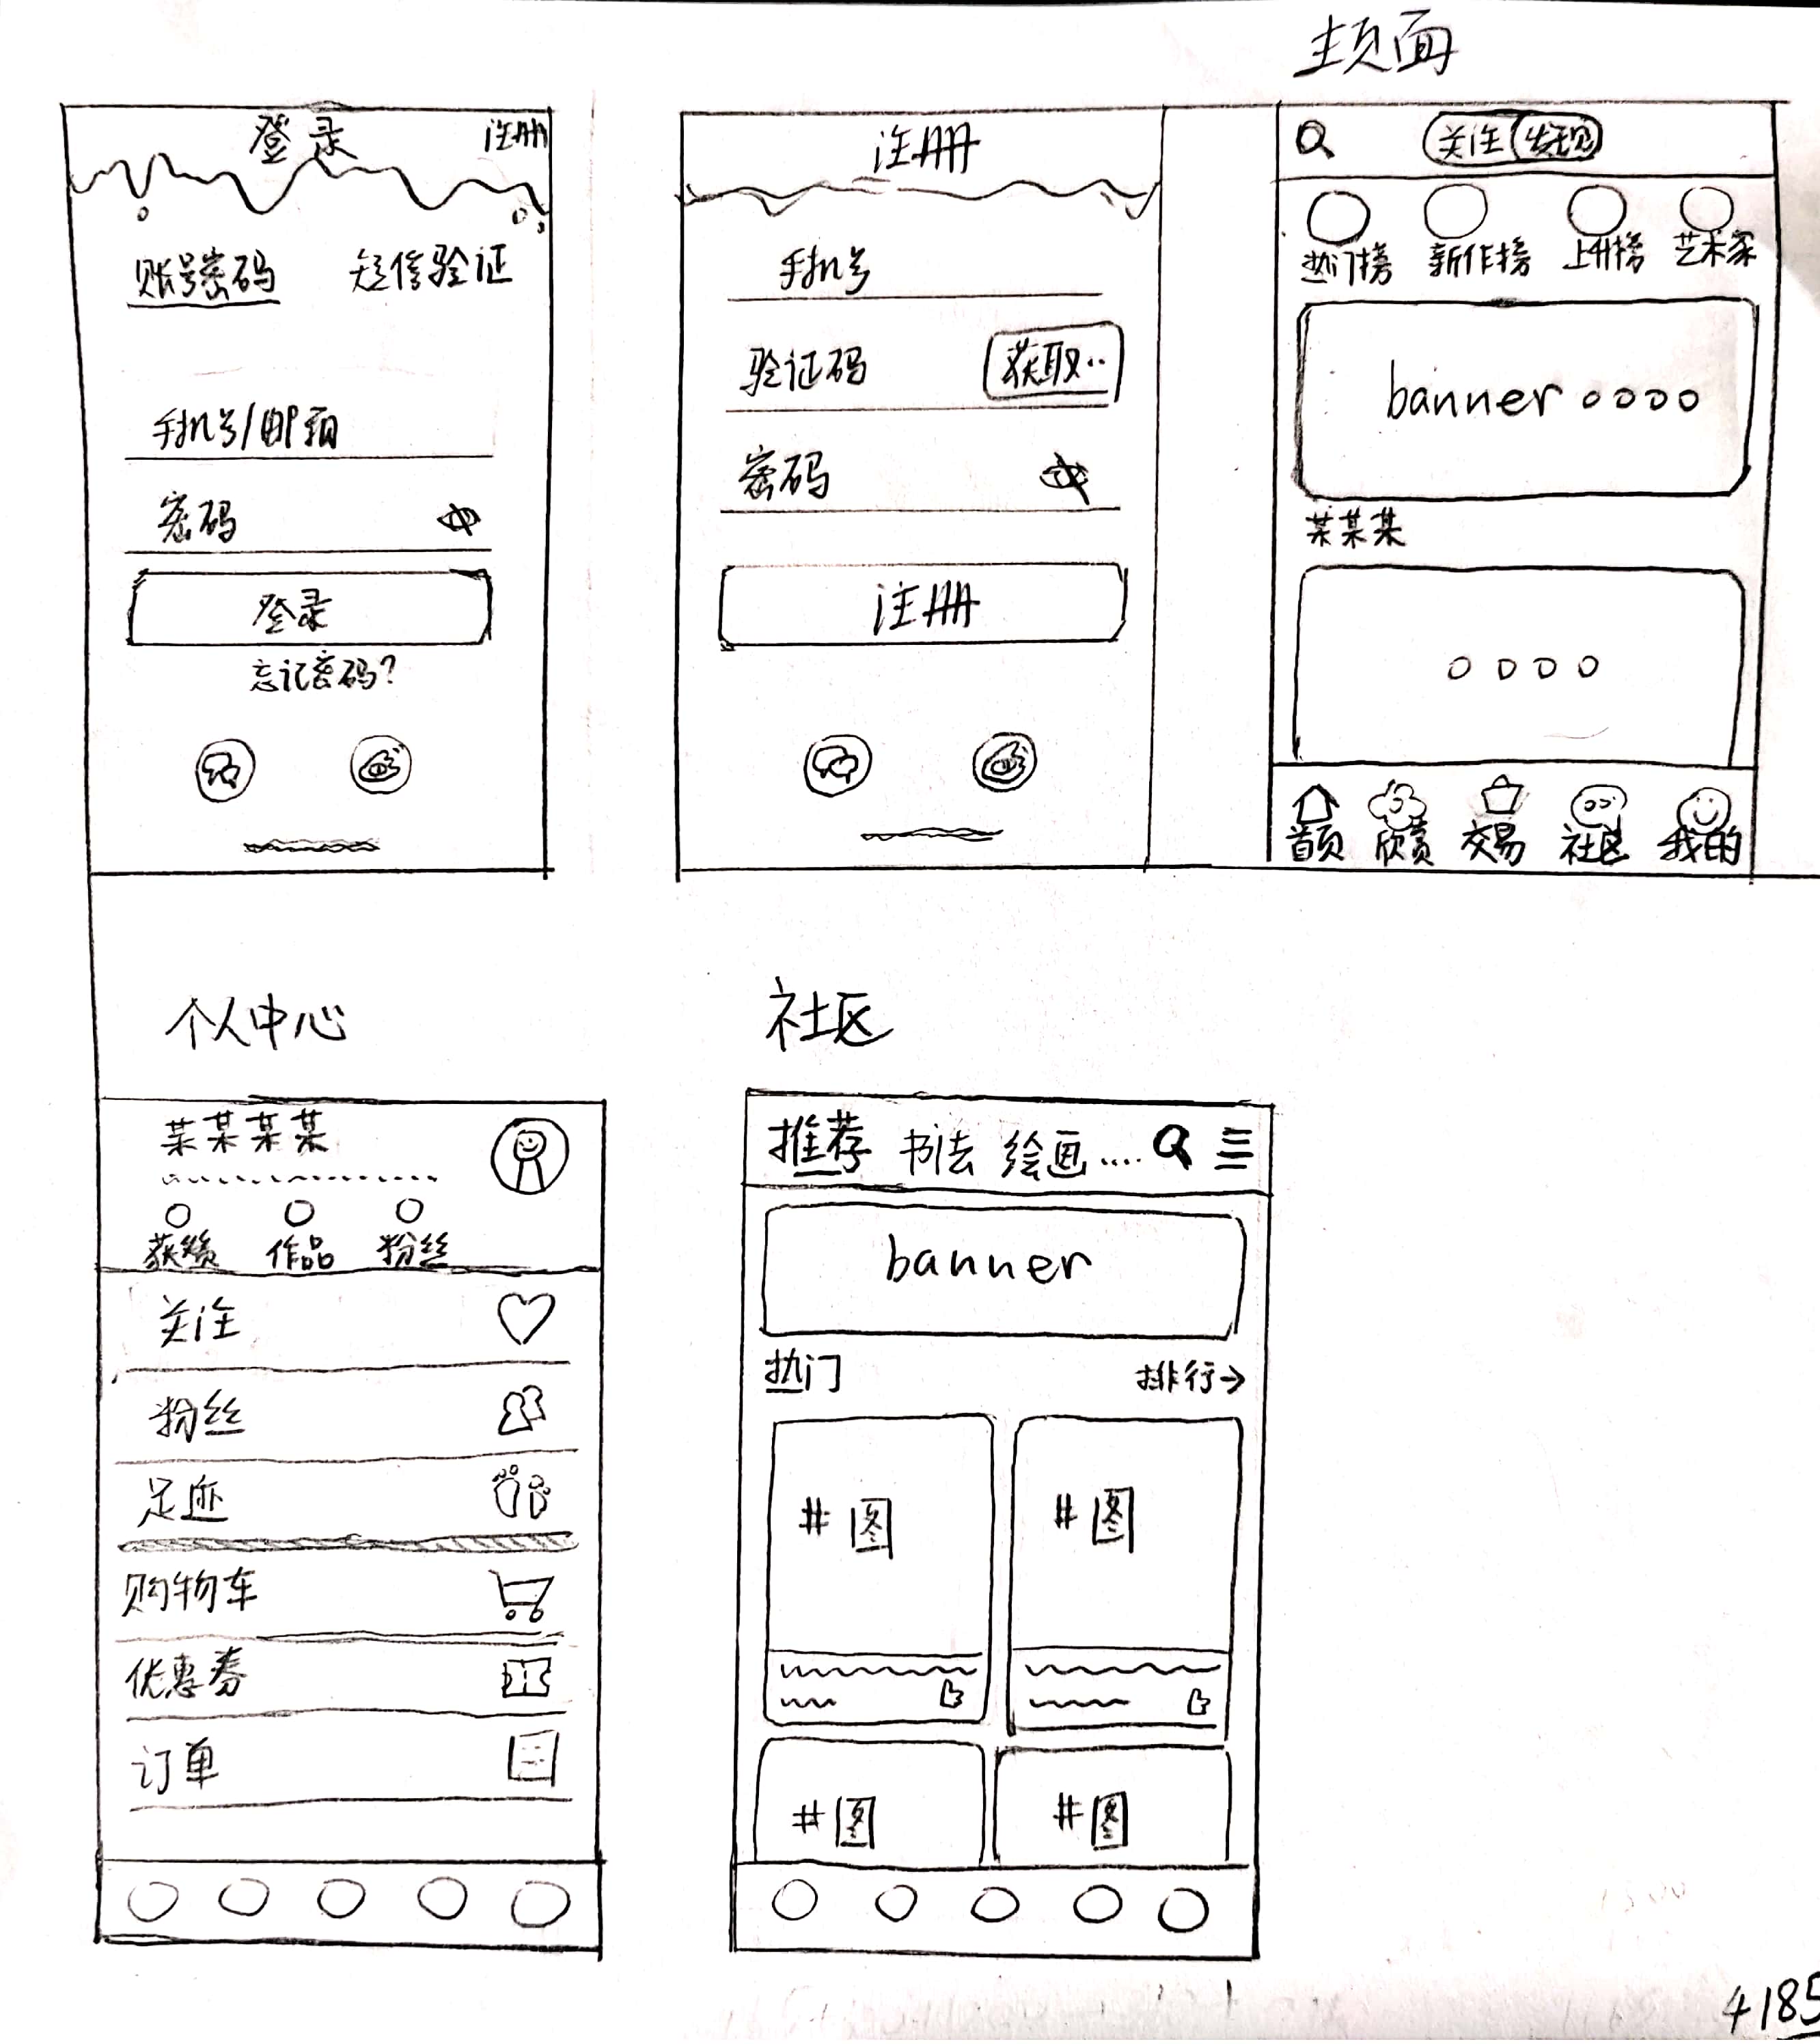 主页面
登录 注册
账号密码 短信验证
手机号/邮箱
密码
登录
忘记密码?
注册
手机号
验证码 获取..
密码
注册
关注 发现
热门榜 新作榜 上升榜 艺术家
banner
某某某
首页 欣赏 交易 社区 我的
个人中心
某某某某
获赞 作品 粉丝
关注
粉丝
足迹
购物车
优惠券
订单
社区
推荐 书法 绘画....
banner
热门 排行→
#图 #图
#图 #图
4185